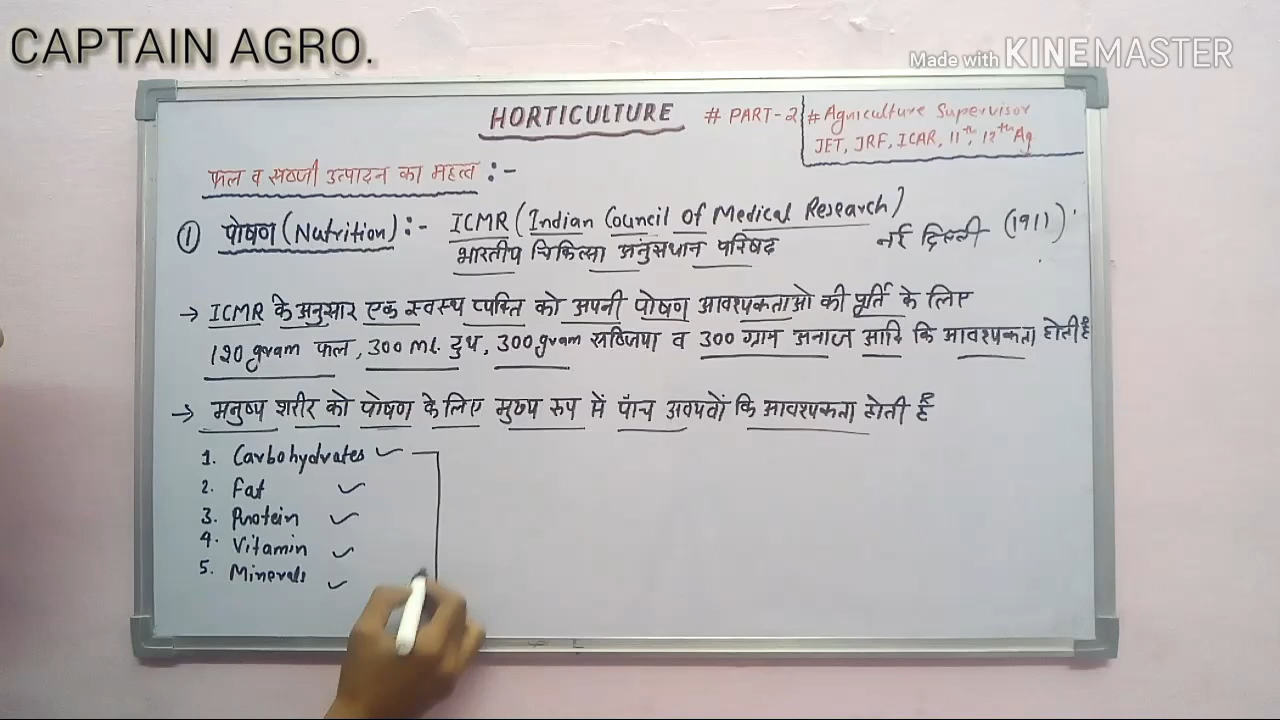 CAPTAIN AGRO.
Made with KINEMASTER
HORTICULTURE
# PART-2
# Agriculture Supervisor
JET, JRF, ICAR, 11th, 12th Ag
फल व सब्जी उत्पादन का महत्व :-
① पोषण (Nutrition) :- ICMR (Indian Council Of Medical Research)
भारतीय चिकित्सा अनुसधान परिषद
नई दिल्ली (1911)
→ ICMR के अनुसार एक स्वस्थ व्यक्ति को अपनी पोषण आवश्यकताओ की पूर्ति के लिए
120 gram फल, 300 ml. दुध, 300 gram सब्जिया व 300 ग्राम अनाज आदि कि आवश्यकता होती है
→ मनुष्य शरीर को पोषण के लिए मुख्य रुप में पाँच अवयवों कि आवश्यकता होती है
1. Carbohydrates
2. Fat
3. Protein
4. Vitamin
5. Minerals